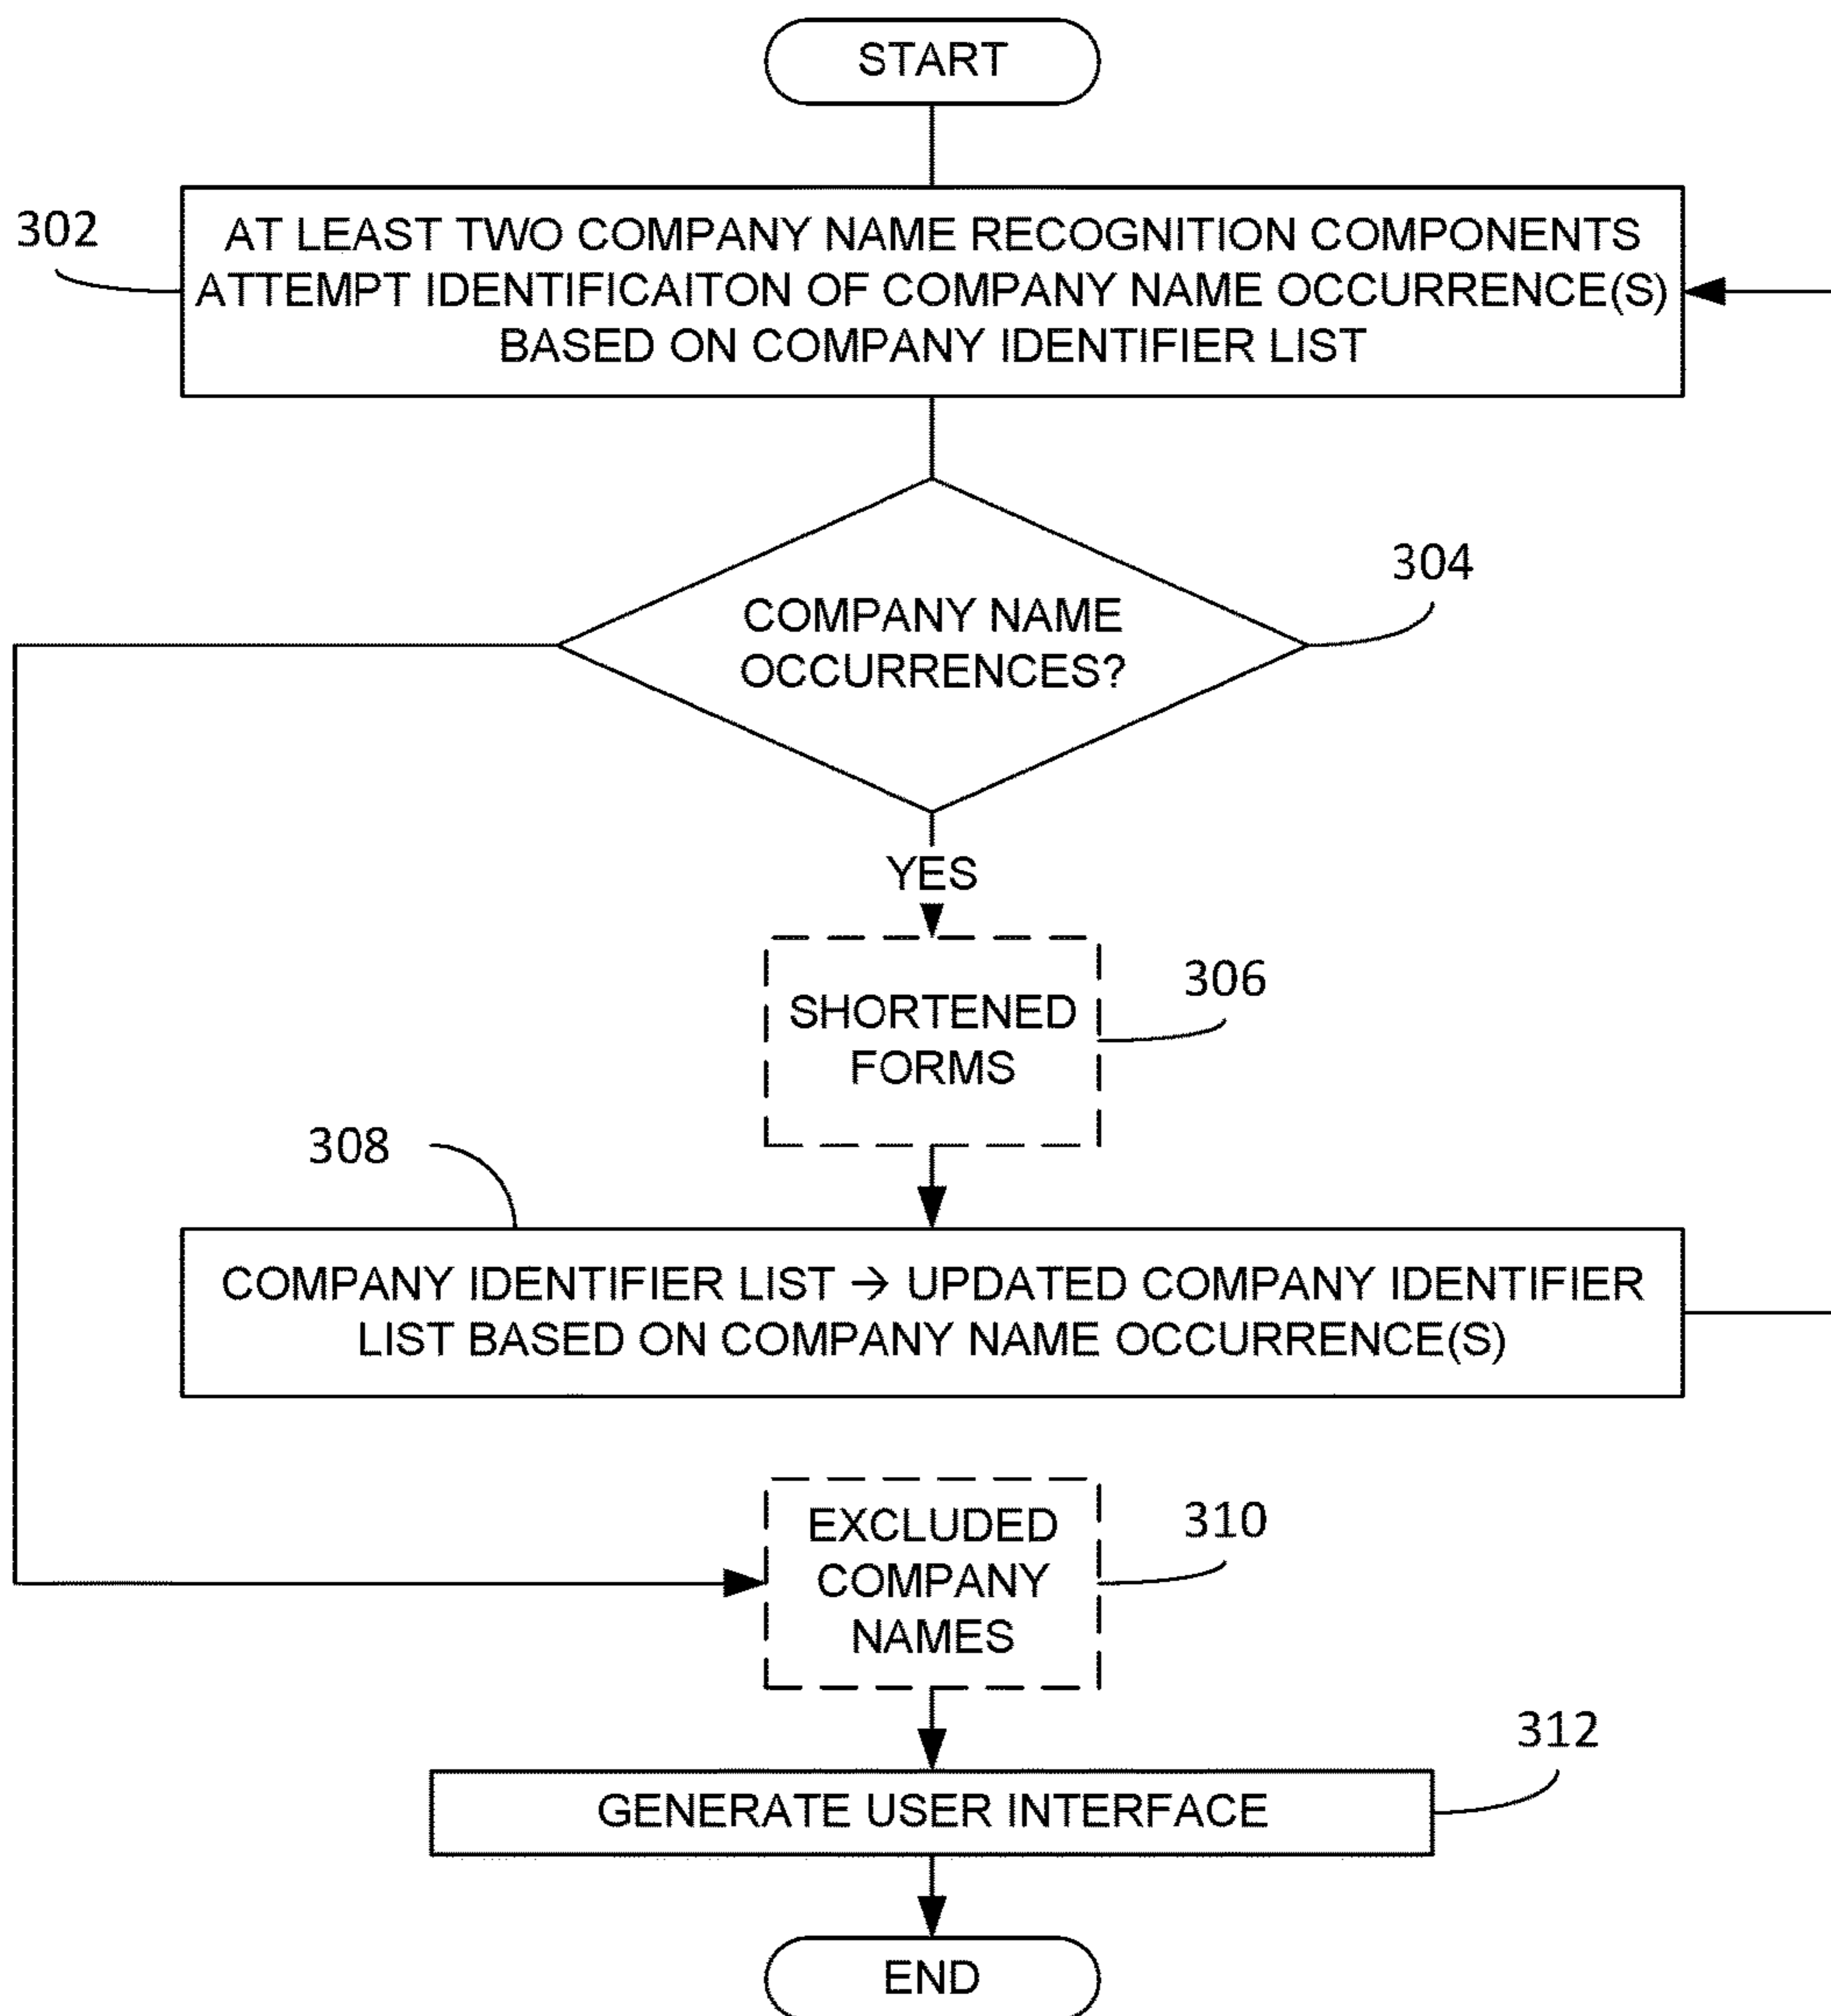 START
302
AT LEAST TWO COMPANY NAME RECOGNITION COMPONENTS
ATTEMPT IDENTIFICAITON OF COMPANY NAME OCCURRENCE(S)
BASED ON COMPANY IDENTIFIER LIST
304
COMPANY NAME
OCCURRENCES?
YES
306
SHORTENED
FORMS
308
COMPANY IDENTIFIER LIST → UPDATED COMPANY IDENTIFIER
LIST BASED ON COMPANY NAME OCCURRENCE(S)
310
EXCLUDED
COMPANY
NAMES
312
GENERATE USER INTERFACE
END